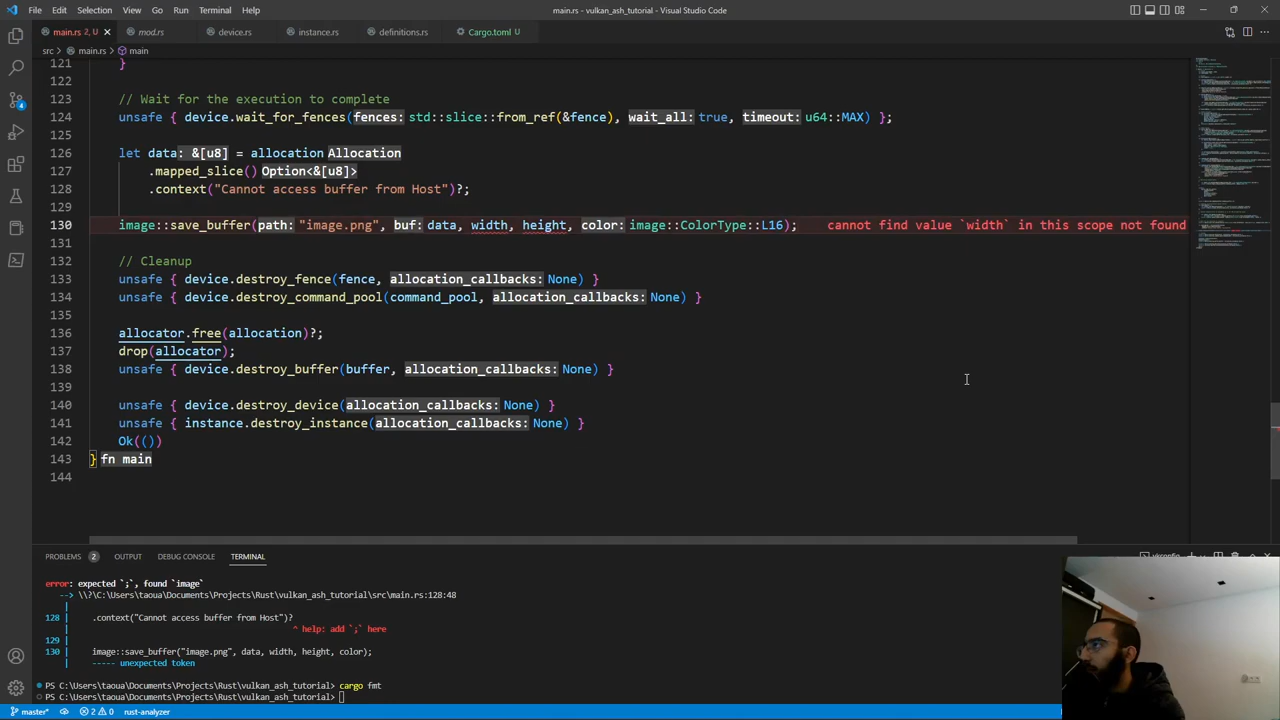 File Edit Selection View Go Run Terminal Help main.rs - vulkan_ash_tutorial - Visual Studio Code
main.rs 2, U mod.rs device.rs instance.rs definitions.rs Cargo.toml
src > main.rs > main
121 }
122
123 // Wait for the execution to complete
124 unsafe { device.wait_for_fences(fences: std::slice::from_ref(&fence), wait_all: true, timeout: u64::MAX) };
125
126 let data: &[u8] = allocation Allocation
127 .mapped_slice() Option<&[u8]>
128 .context("Cannot access buffer from Host")?;
129
130 image::save_buffer(path: "image.png", buf: data, width, height, color: image::ColorType::L16); cannot find value `width` in this scope not found
131
132 // Cleanup
133 unsafe { device.destroy_fence(fence, allocation_callbacks: None) }
134 unsafe { device.destroy_command_pool(command_pool, allocation_callbacks: None) }
135
136 allocator.free(allocation)?;
137 drop(allocator);
138 unsafe { device.destroy_buffer(buffer, allocation_callbacks: None) }
139
140 unsafe { device.destroy_device(allocation_callbacks: None) }
141 unsafe { instance.destroy_instance(allocation_callbacks: None) }
142 Ok(())
143 } fn main
144
PROBLEMS 2 OUTPUT DEBUG CONSOLE TERMINAL
error: expected `;`, found `image`
--> \\?\C:\Users\taoua\Documents\Projects\Rust\vulkan_ash_tutorial\src\main.rs:128:48
|
128 | .context("Cannot access buffer from Host")?
| ^ help: add `;` here
129 |
130 | image::save_buffer("image.png", data, width, height, color);
| ----- unexpected token
PS C:\Users\taoua\Documents\Projects\Rust\vulkan_ash_tutorial> cargo fmt
PS C:\Users\taoua\Documents\Projects\Rust\vulkan_ash_tutorial>
master* 2 0 rust-analyzer
4